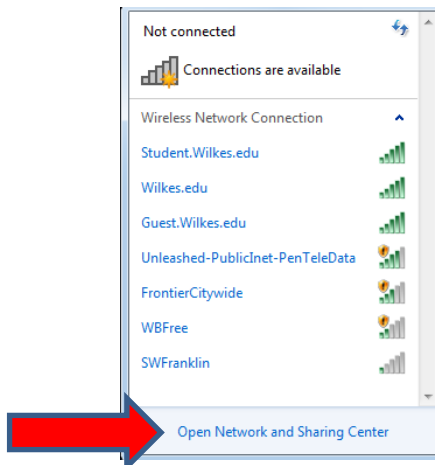 Not connected
Connections are available
Wireless Network Connection
Student.Wilkes.edu
Wilkes.edu
Guest.Wilkes.edu
Unleashed-PublicInet-PenTeleData
FrontierCitywide
WBFree
SWFranklin
Open Network and Sharing Center